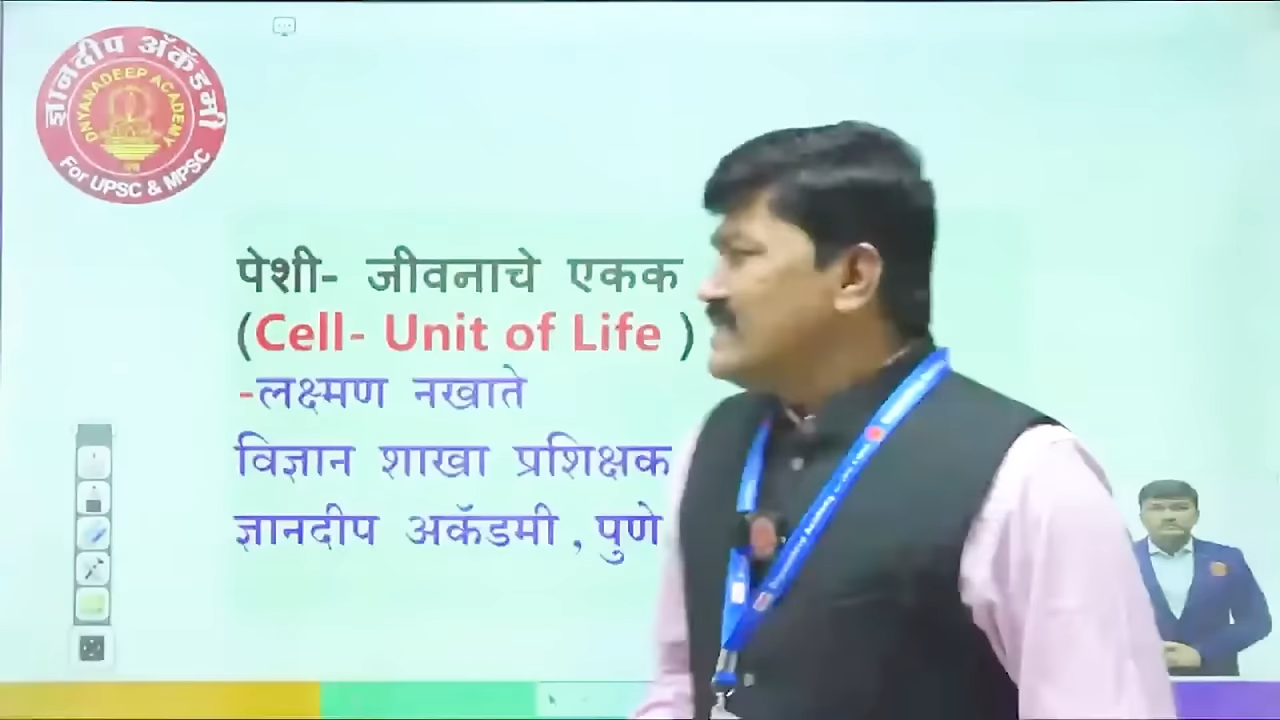 ज्ञानदीप अ‍ॅकॅडमी
DNYANADEEP ACADEMY
For UPSC & MPSC
पेशी- जीवनाचे एकक
(Cell- Unit of Life )
-लक्ष्मण नखाते
विज्ञान शाखा प्रशिक्षक
ज्ञानदीप अकॅडमी , पुणे